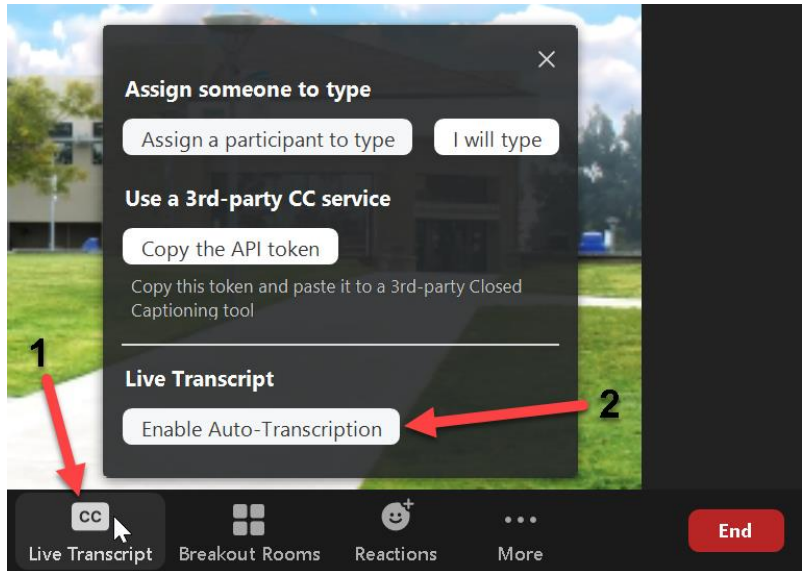 Assign someone to type
Assign a participant to type
I will type
Use a 3rd-party CC service
Copy the API token
Copy this token and paste it to a 3rd-party Closed
Captioning tool
1
Live Transcript
Enable Auto-Transcription
2
CC
Live Transcript
Breakout Rooms
Reactions
More
End